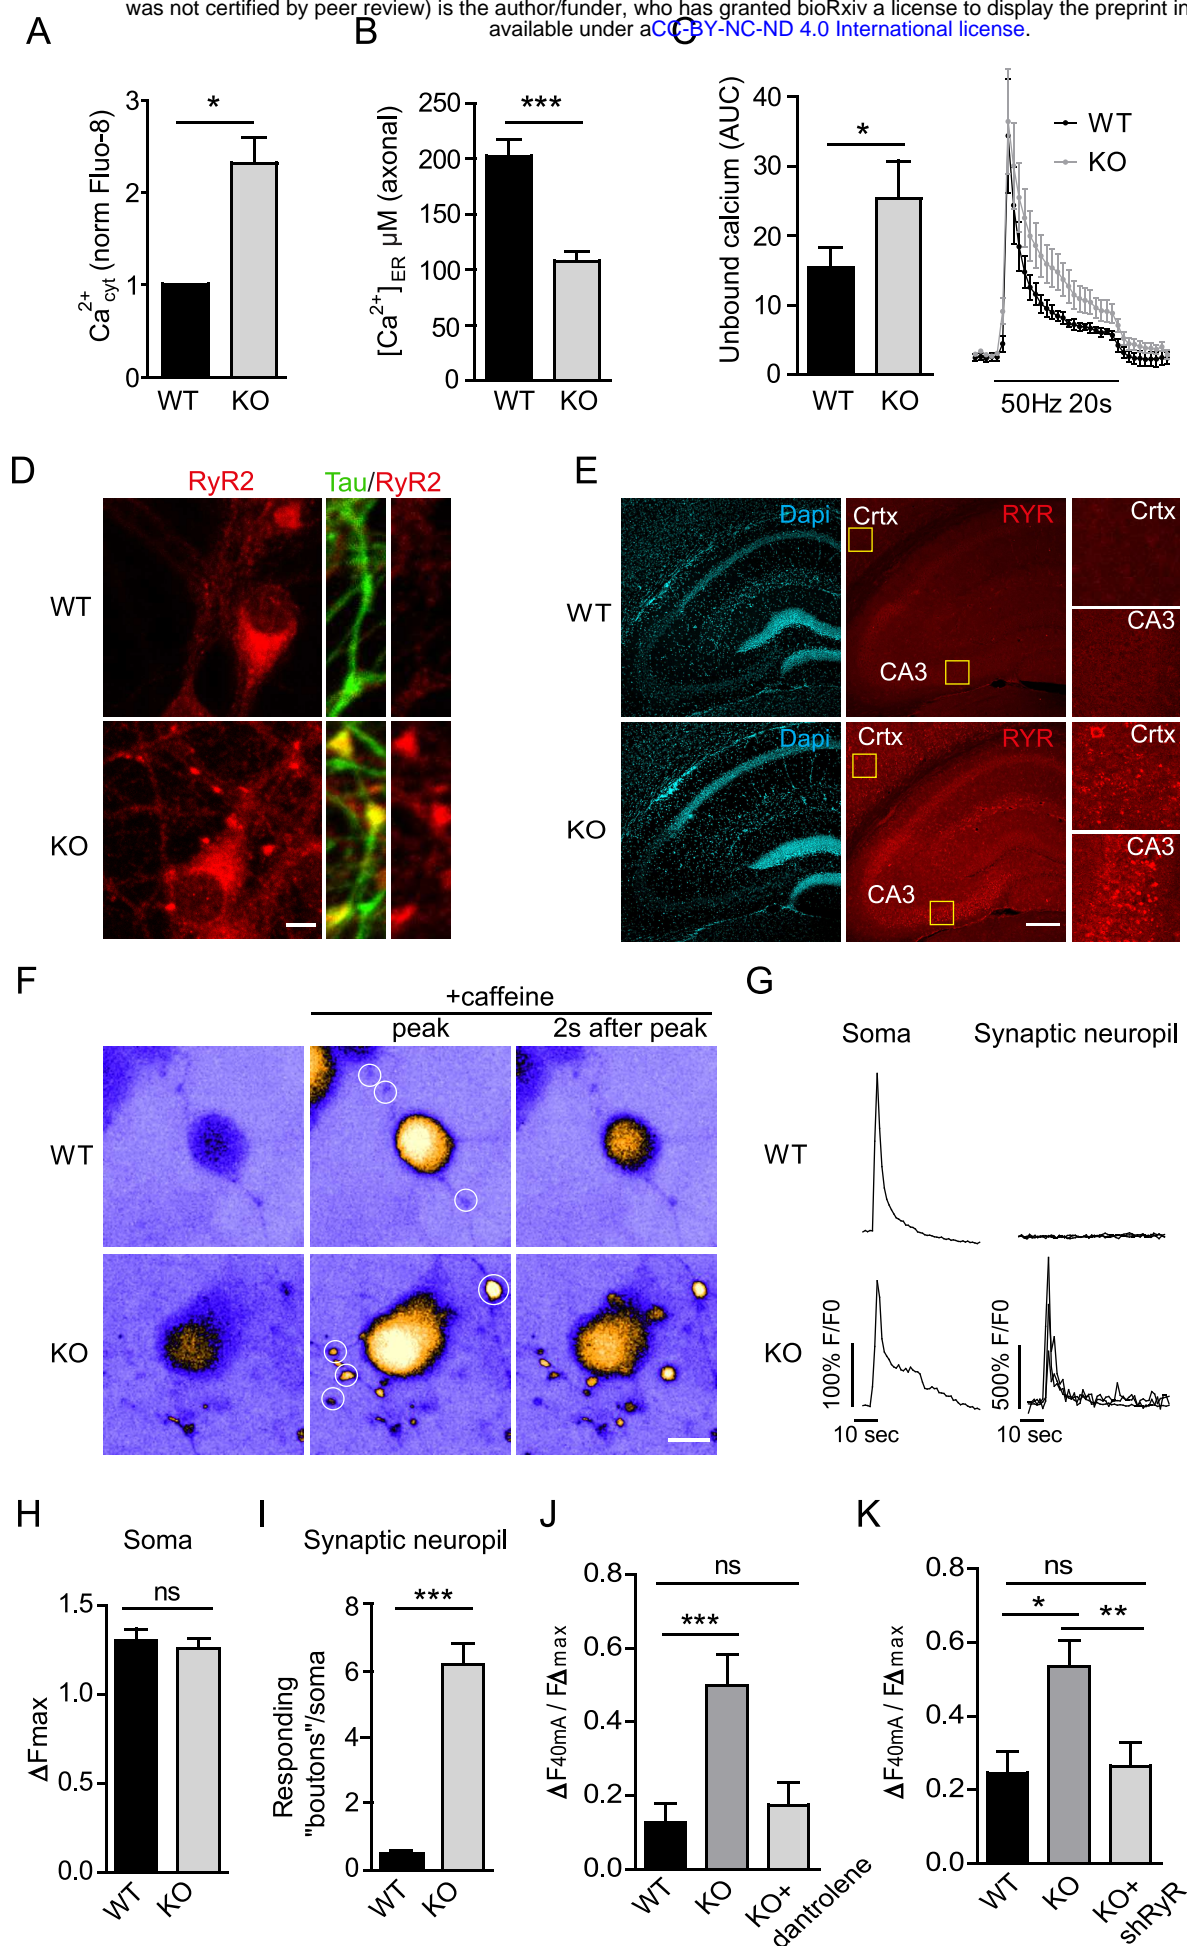 was not certified by peer review) is the author/funder, who has granted bioRxiv a license to display the preprint in
available under aCC-BY-NC-ND 4.0 International license.
A
B
C
Ca2+cyt (norm Fluo-8)
3
2
1
0
*
WT
KO
[Ca2+]ER µM (axonal)
250
200
150
100
50
0
***
WT
KO
Unbound calcium (AUC)
40
30
20
10
0
*
WT
KO
WT
KO
50Hz 20s
D
RyR2
Tau/RyR2
WT
KO
E
Dapi
Crtx
RYR
Crtx
WT
CA3
CA3
Dapi
Crtx
RYR
Crtx
KO
CA3
CA3
F
+caffeine
peak
2s after peak
WT
KO
G
Soma
Synaptic neuropil
WT
KO
100% F/F0
10 sec
500% F/F0
10 sec
H
Soma
ΔFmax
1.5
1.0
0.5
0.0
ns
WT
KO
I
Synaptic neuropil
Responding
"boutons"/soma
8
6
4
2
0
***
WT
KO
J
ΔF40mA / FΔmax
0.8
0.6
0.4
0.2
0.0
ns
***
WT
KO
KO+
dantrolene
K
ΔF40mA / FΔmax
0.8
0.6
0.4
0.2
0.0
ns
*
**
WT
KO
KO+
shRyR